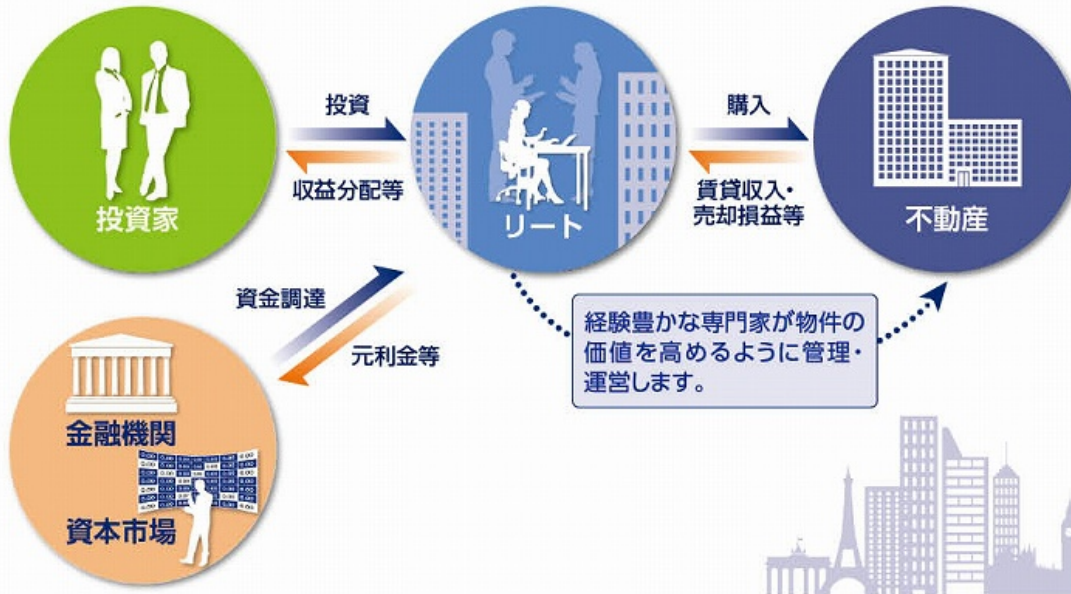 投資家
投資
収益分配等
リート
購入
賃貸収入・
売却損益等
不動産
資金調達
元利金等
経験豊かな専門家が物件の
価値を高めるように管理・
運営します。
金融機関
資本市場